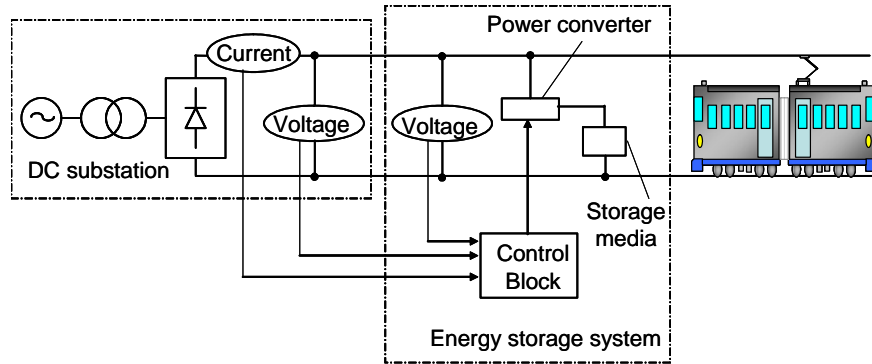 Power converter
Current
Voltage
Voltage
DC substation
Storage
media
Control
Block
Energy storage system